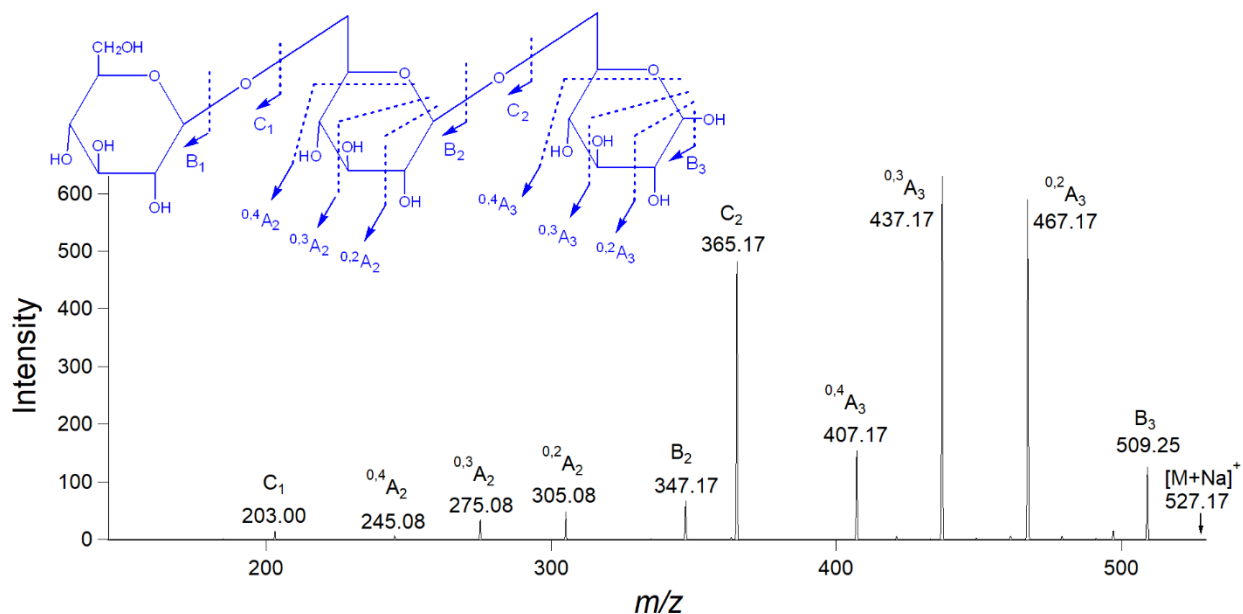 CH₂OH
O
O
O
O
O
OH
HO
OH
OH
HO
OH
OH
HO
OH
OH
B₁
C₁
B₂
C₂
B₃
⁰,⁴A₂
⁰,³A₂
⁰,²A₂
⁰,⁴A₃
⁰,³A₃
⁰,²A₃
Intensity
600
500
400
300
200
100
0
C₁
203.00
⁰,⁴A₂
245.08
⁰,³A₂
275.08
⁰,²A₂
305.08
B₂
347.17
C₂
365.17
⁰,⁴A₃
407.17
⁰,³A₃
437.17
⁰,²A₃
467.17
B₃
509.25
[M+Na]⁺
527.17
200
300
400
500
m/z